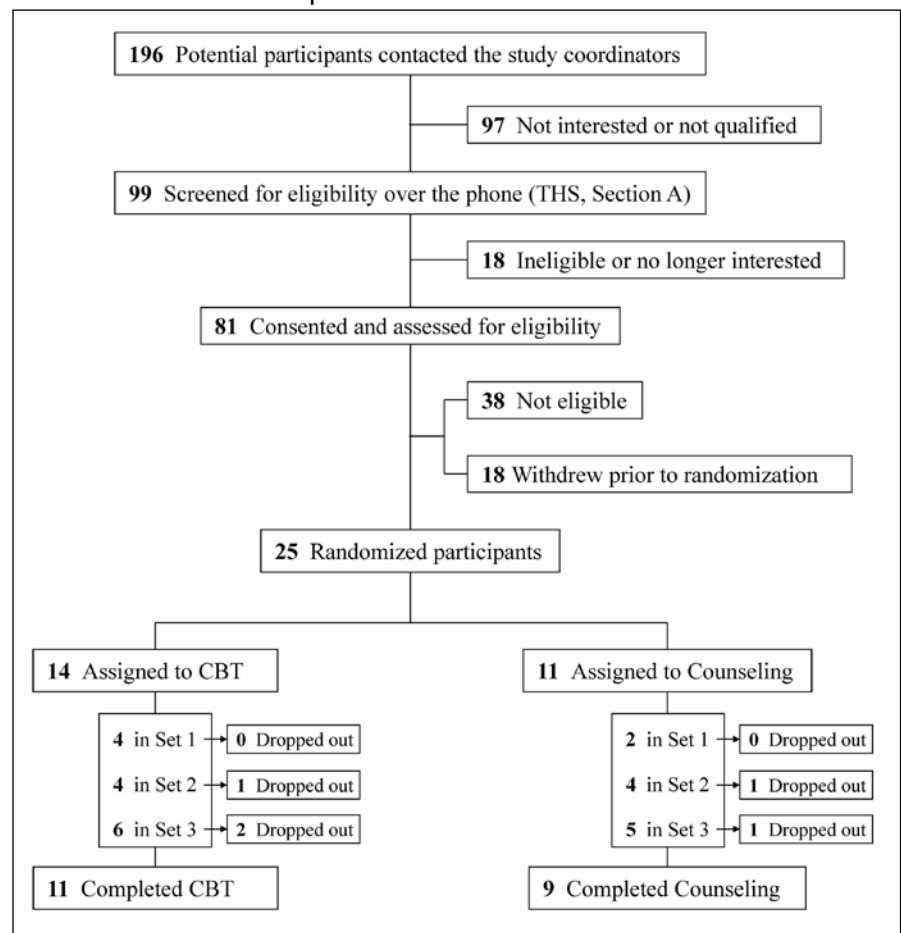 196 Potential participants contacted the study coordinators
97 Not interested or not qualified
99 Screened for eligibility over the phone (THS, Section A)
18 Ineligible or no longer interested
81 Consented and assessed for eligibility
38 Not eligible
18 Withdrew prior to randomization
25 Randomized participants
14 Assigned to CBT
4 in Set 1
0 Dropped out
4 in Set 2
1 Dropped out
6 in Set 3
2 Dropped out
11 Completed CBT
11 Assigned to Counseling
2 in Set 1
0 Dropped out
4 in Set 2
1 Dropped out
5 in Set 3
1 Dropped out
9 Completed Counseling